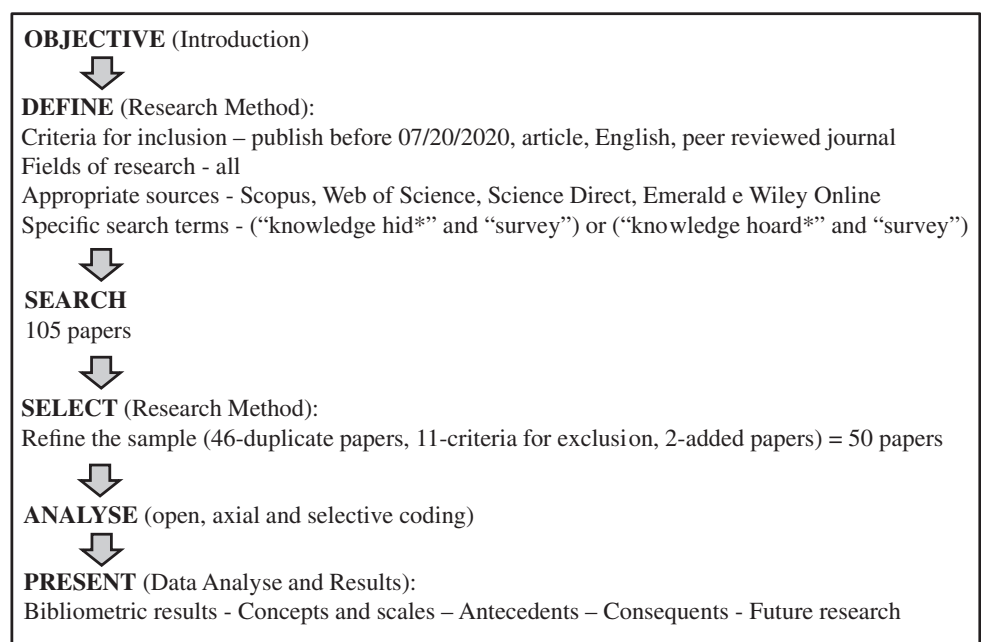 OBJECTIVE (Introduction)
DEFINE (Research Method):
Criteria for inclusion – publish before 07/20/2020, article, English, peer reviewed journal
Fields of research - all
Appropriate sources - Scopus, Web of Science, Science Direct, Emerald e Wiley Online
Specific search terms - (“knowledge hid*” and “survey”) or (“knowledge hoard*” and “survey”)
SEARCH
105 papers
SELECT (Research Method):
Refine the sample (46-duplicate papers, 11-criteria for exclusion, 2-added papers) = 50 papers
ANALYSE (open, axial and selective coding)
PRESENT (Data Analyse and Results):
Bibliometric results - Concepts and scales – Antecedents – Consequents - Future research